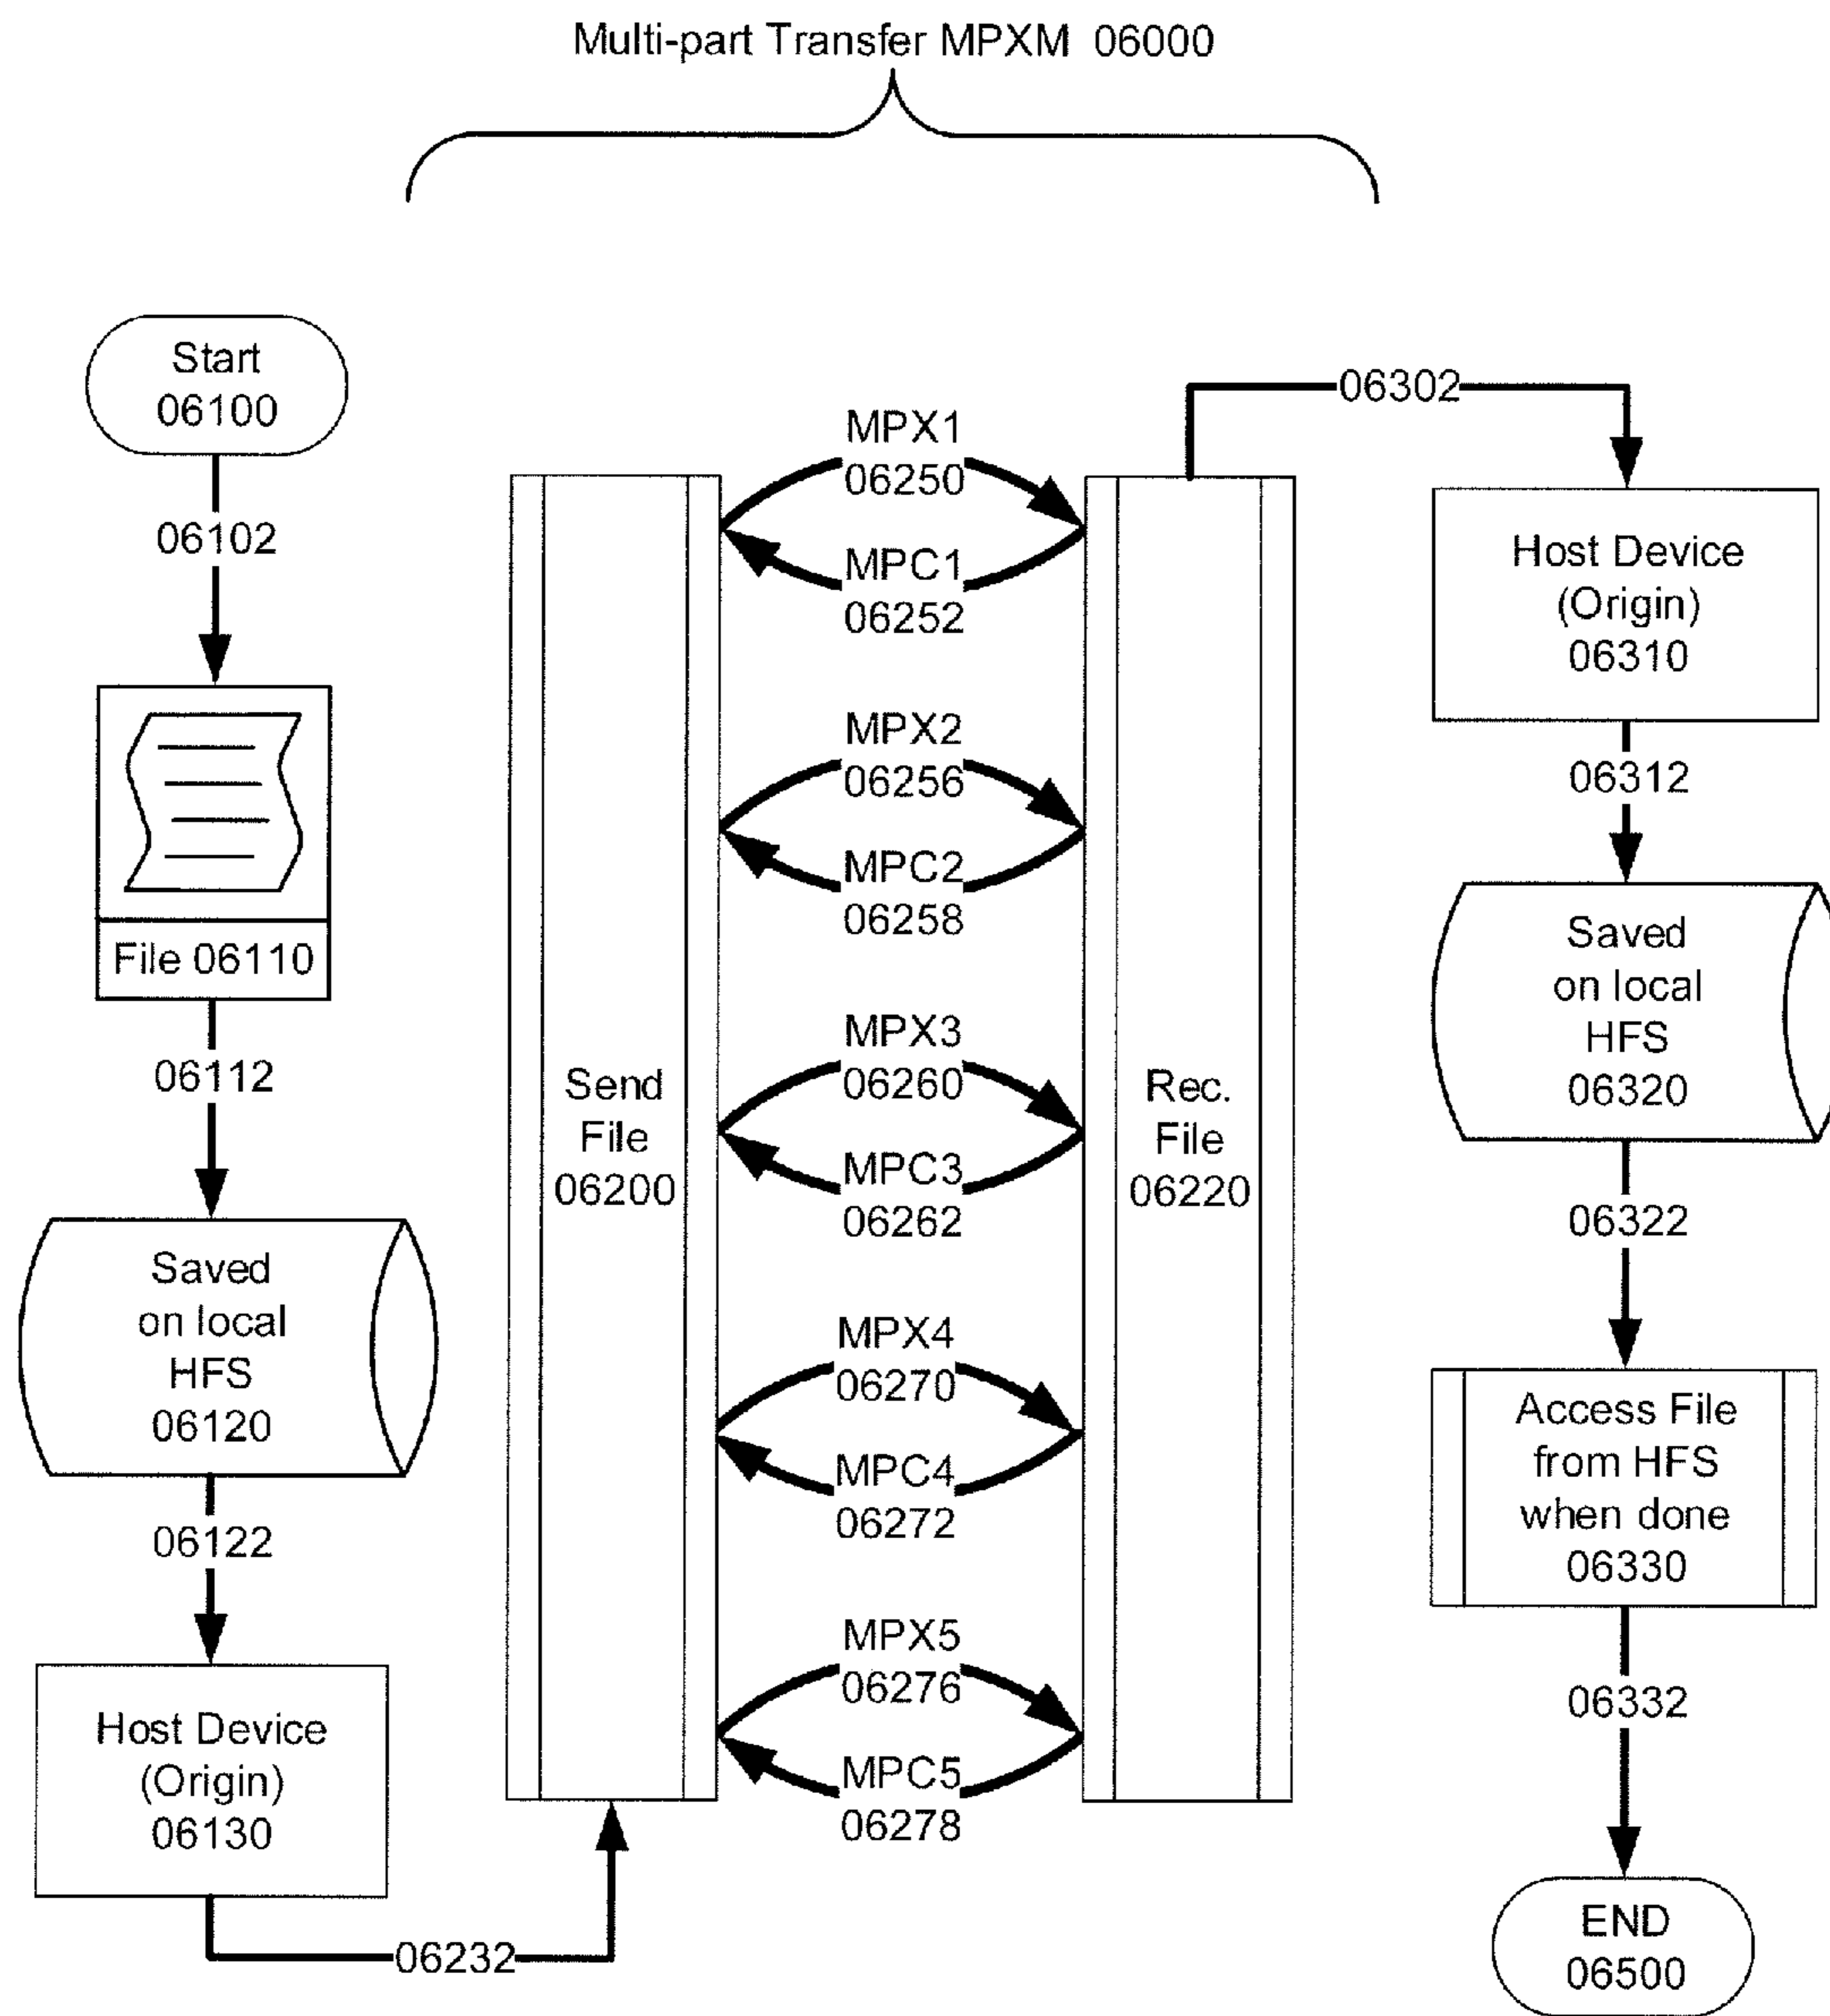 Multi-part Transfer MPXM 06000
Start
06100
06102
File 06110
06112
Saved
on local
HFS
06120
06122
Host Device
(Origin)
06130
06232
Send
File
06200
MPX1
06250
MPC1
06252
MPX2
06256
MPC2
06258
MPX3
06260
MPC3
06262
MPX4
06270
MPC4
06272
MPX5
06276
MPC5
06278
Rec.
File
06220
06302
Host Device
(Origin)
06310
06312
Saved
on local
HFS
06320
06322
Access File
from HFS
when done
06330
06332
END
06500